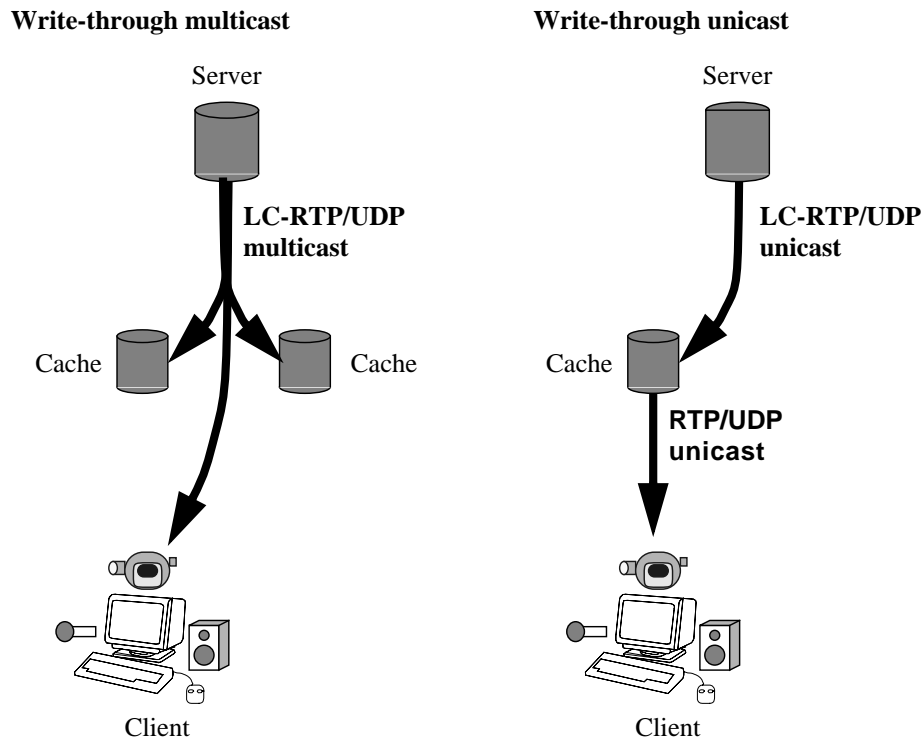 Write-through multicast
Server
LC-RTP/UDP
multicast
Cache
Cache
Client
Write-through unicast
Server
LC-RTP/UDP
unicast
Cache
RTP/UDP
unicast
Client